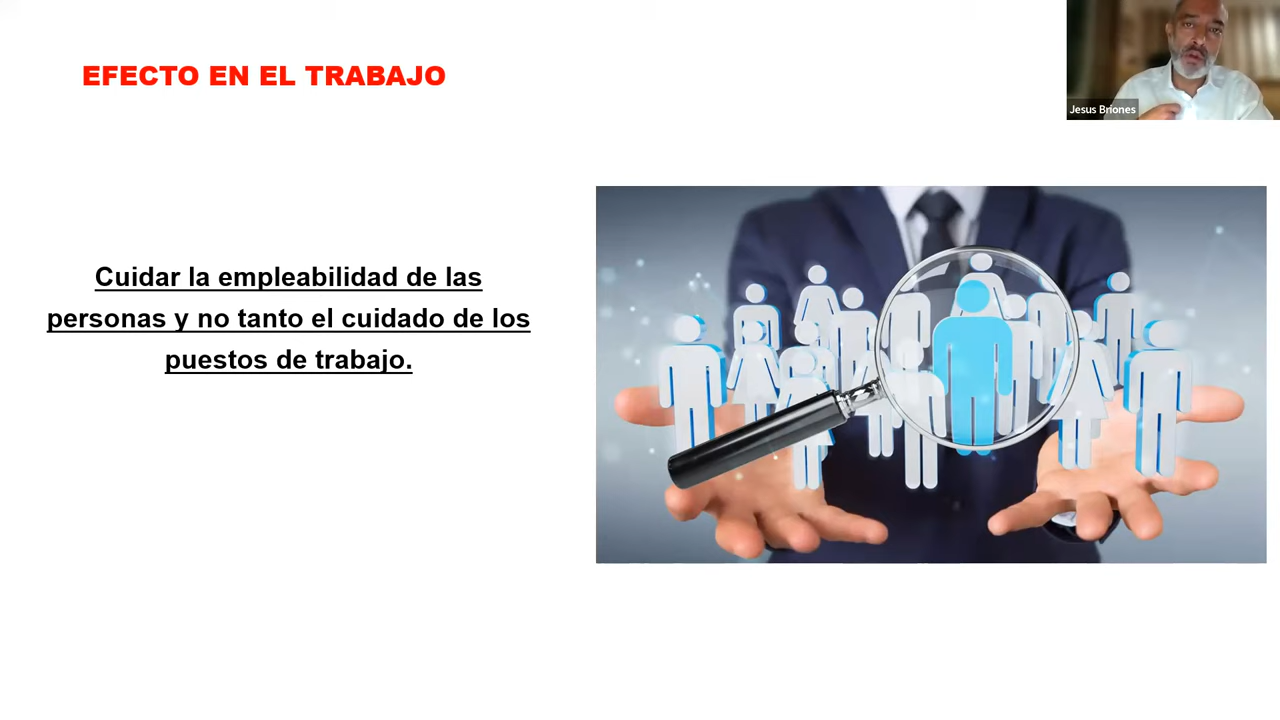 EFECTO EN EL TRABAJO
Jesus Briones
Cuidar la empleabilidad de las
personas y no tanto el cuidado de los
puestos de trabajo.